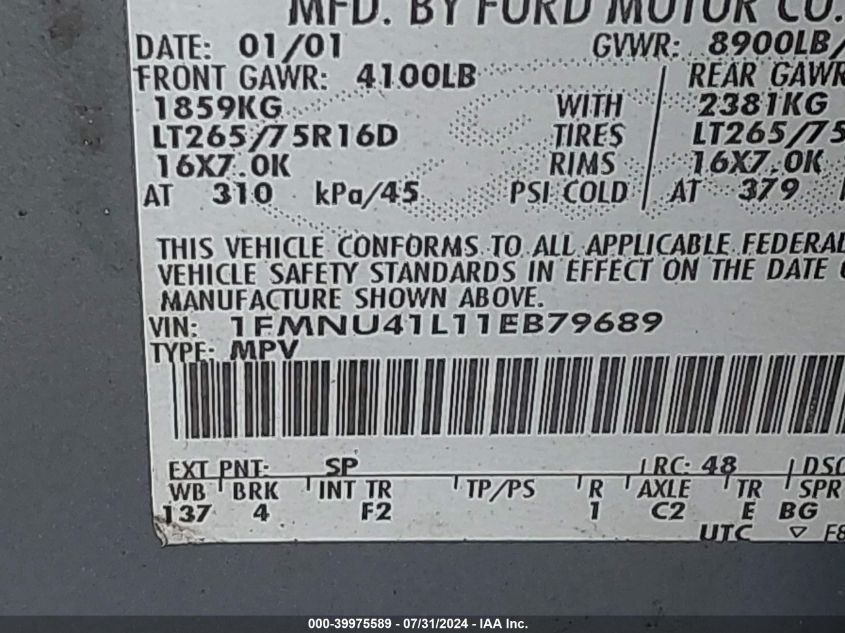 MFD. BY FORD MOTOR CO.
DATE: 01/01 GVWR: 8900LB/
FRONT GAWR: 4100LB REAR GAWR
1859KG WITH 2381KG
LT265/75R16D TIRES LT265/75
16X7.0K RIMS 16X7.0K
AT 310 kPa/45 PSI COLD AT 379
THIS VEHICLE CONFORMS TO ALL APPLICABLE FEDERAL
VEHICLE SAFETY STANDARDS IN EFFECT ON THE DATE
MANUFACTURE SHOWN ABOVE.
VIN: 1FMNU41L11EB79689
TYPE: MPV
EXT PNT: SP RC: 48 DSO
WB BRK INT TR TP/PS R AXLE TR SPR
137 4 F2 1 C2 E BG
UTC ▽ F8
000-39975589 - 07/31/2024 - IAA Inc.